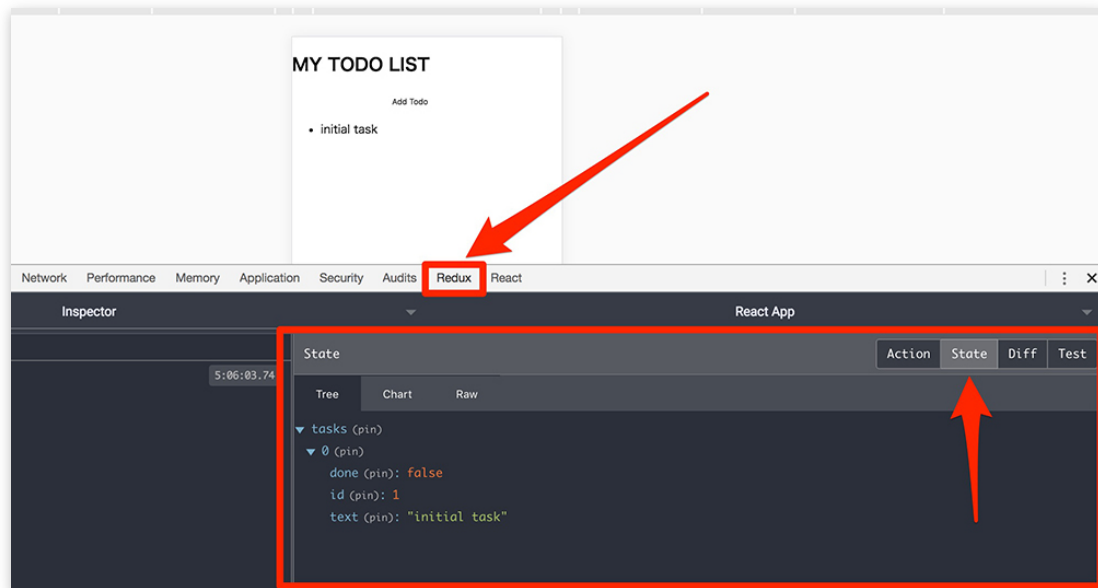 MY TODO LIST
Add Todo
• initial task
Network Performance Memory Application Security Audits Redux React
Inspector React App
State Action State Diff Test
5:06:03.74
Tree Chart Raw
tasks (pin)
0 (pin)
done (pin): false
id (pin): 1
text (pin): "initial task"